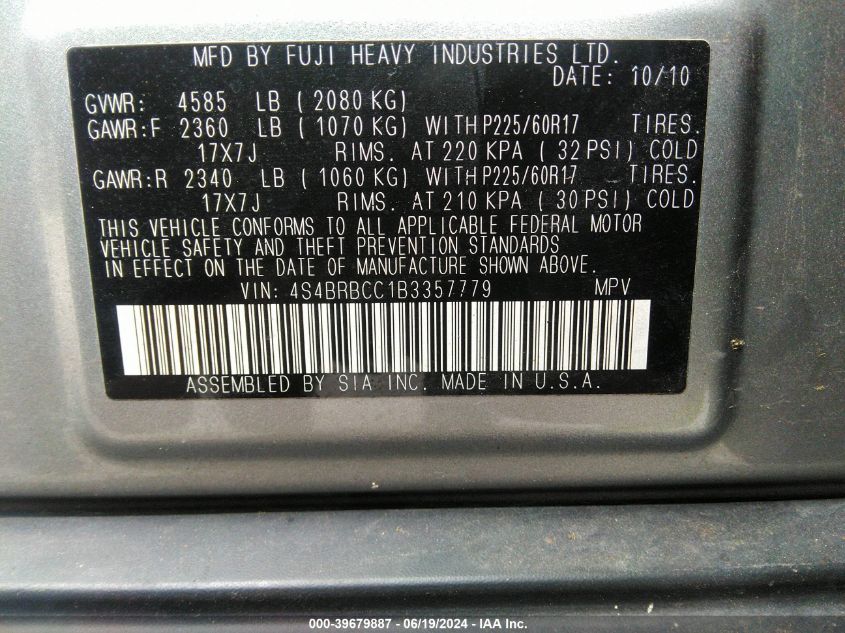 MFD BY FUJI HEAVY INDUSTRIES LTD.
DATE: 10/10
GVWR: 4585 LB ( 2080 KG)
GAWR:F 2360 LB ( 1070 KG) WITH P225/60R17 TIRES.
17X7J RIMS. AT 220 KPA ( 32 PSI) COLD
GAWR:R 2340 LB ( 1060 KG) WITH P225/60R17 TIRES.
17X7J RIMS. AT 210 KPA ( 30 PSI) COLD
THIS VEHICLE CONFORMS TO ALL APPLICABLE FEDERAL MOTOR
VEHICLE SAFETY AND THEFT PREVENTION STANDARDS
IN EFFECT ON THE DATE OF MANUFACTURE SHOWN ABOVE.
VIN: 4S4BRBCC1B3357779 MPV
ASSEMBLED BY SIA INC. MADE IN U.S.A.
000-39679887 - 06/19/2024 - IAA Inc.